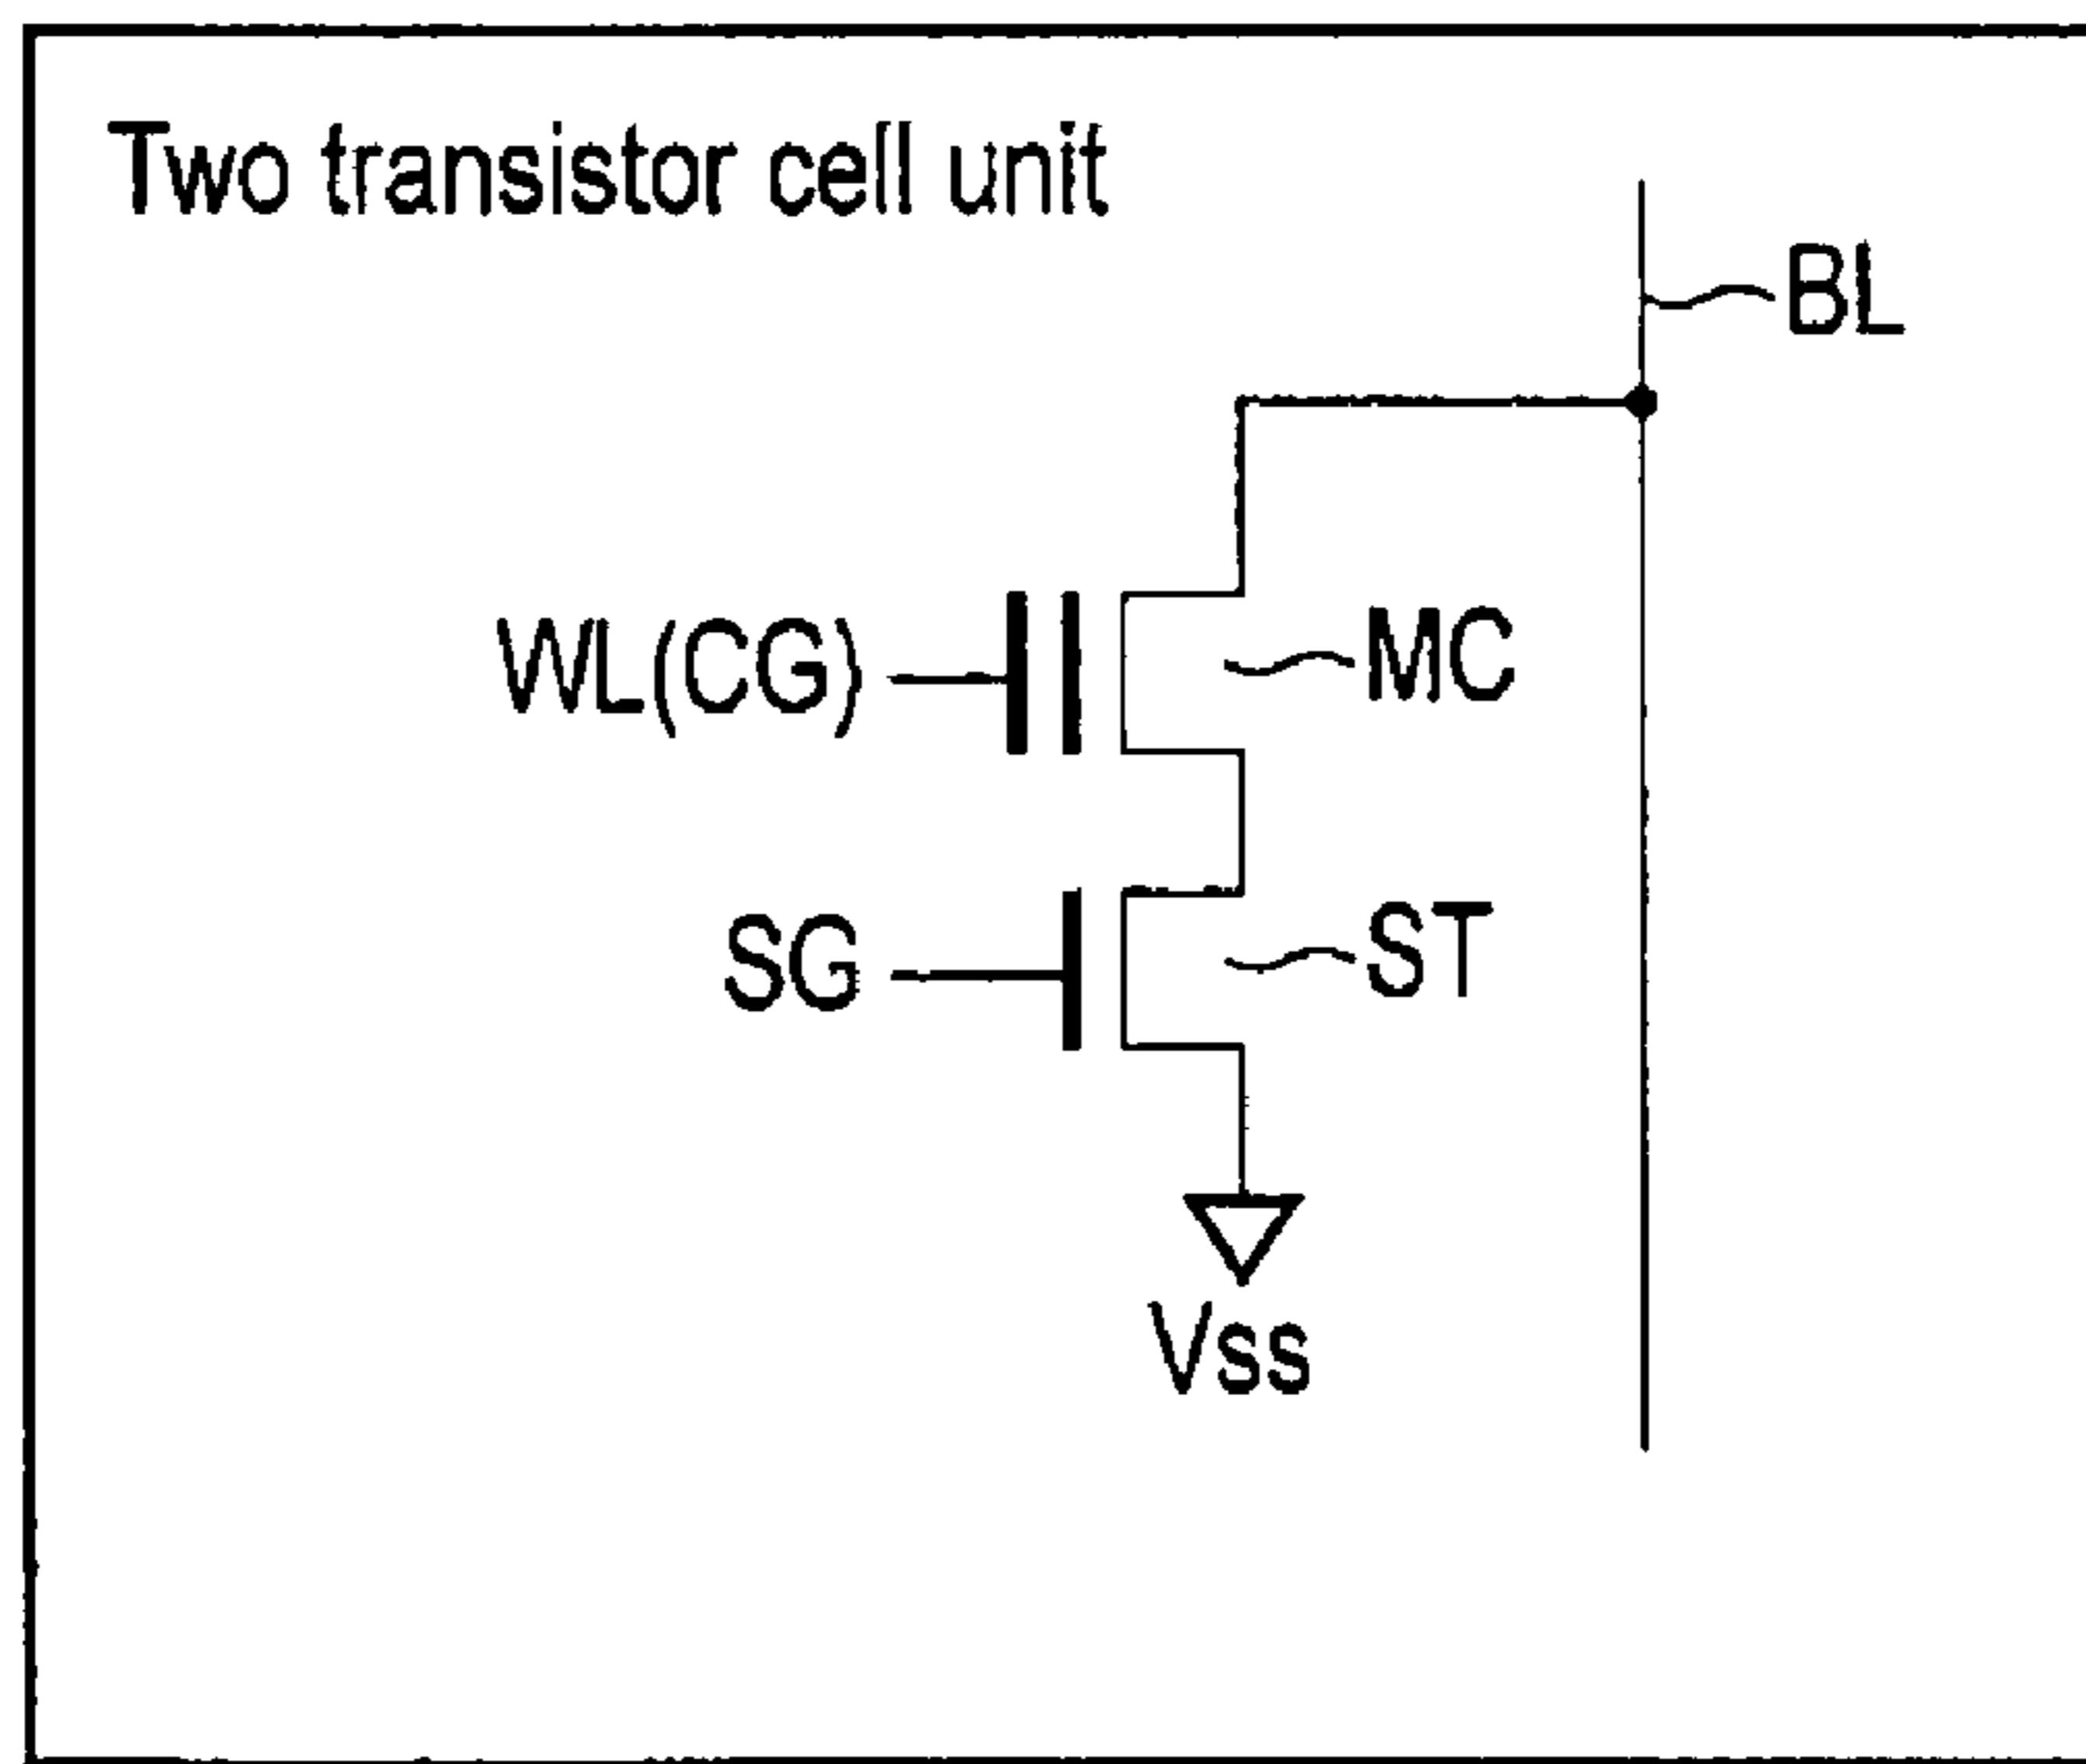 Two transistor cell unit
BL
WL(CG)
MC
SG
ST
Vss